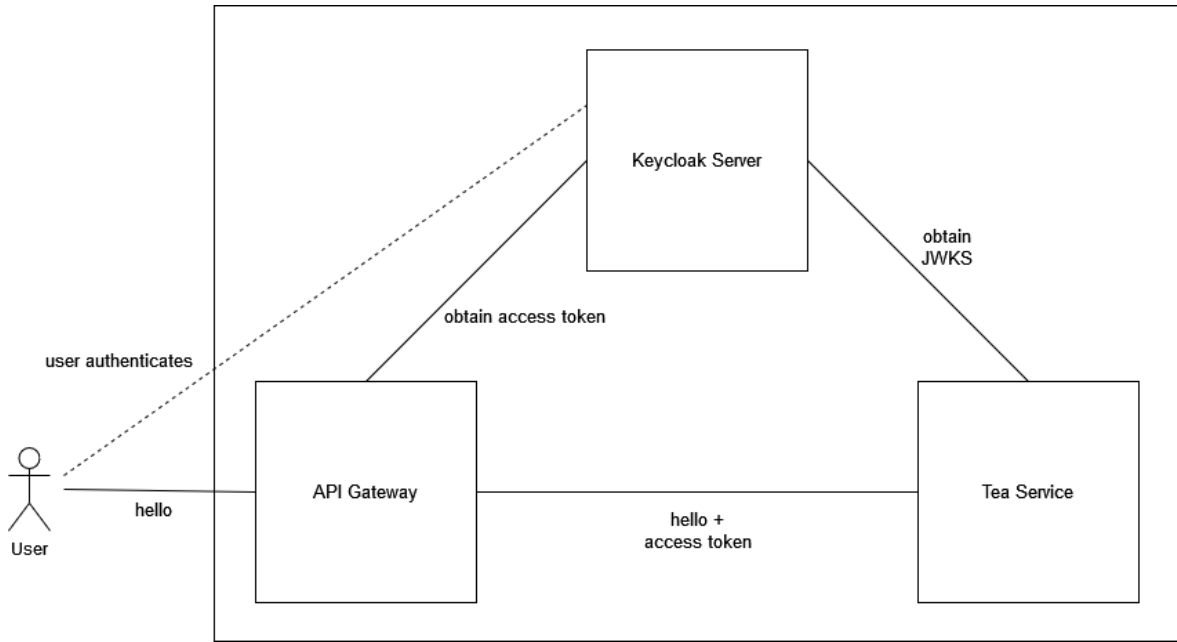 Keycloak Server
obtain
JWKS
obtain access token
user authenticates
User
hello
API Gateway
hello +
access token
Tea Service